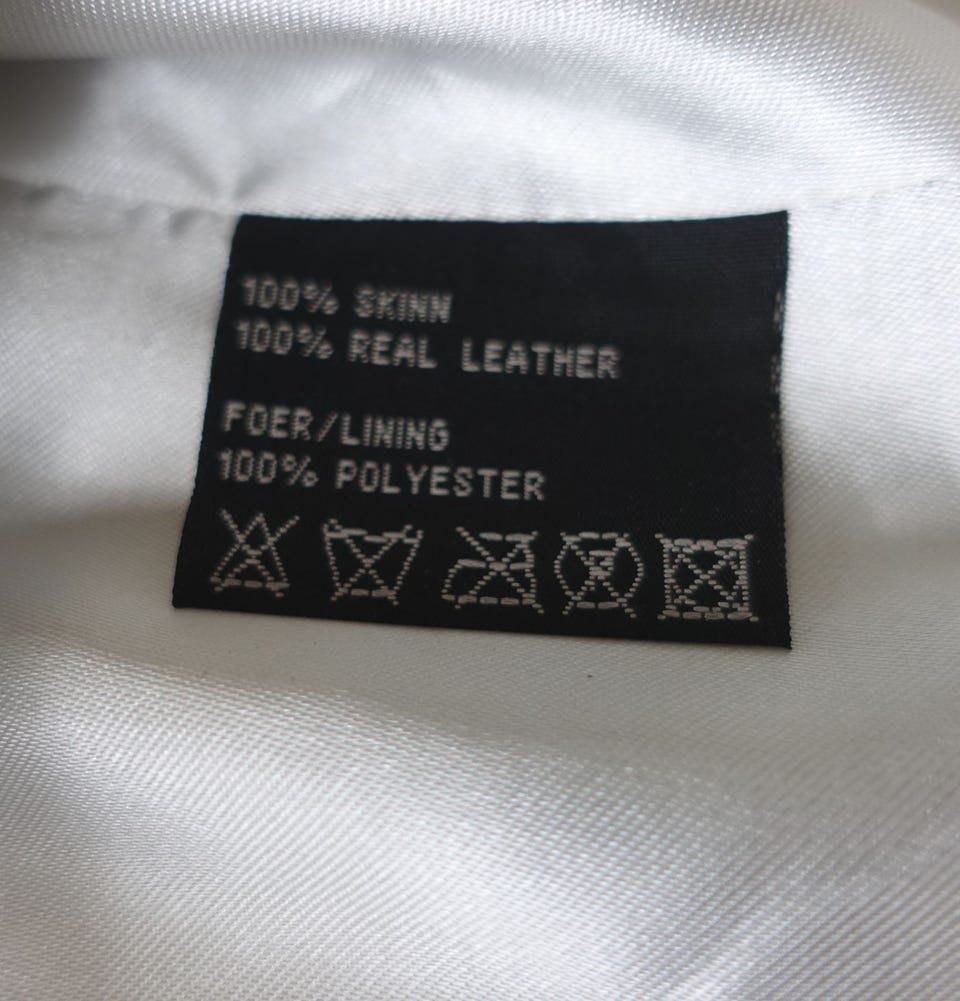 100% SKINN
100% REAL LEATHER
FOER/LINING
100% POLYESTER